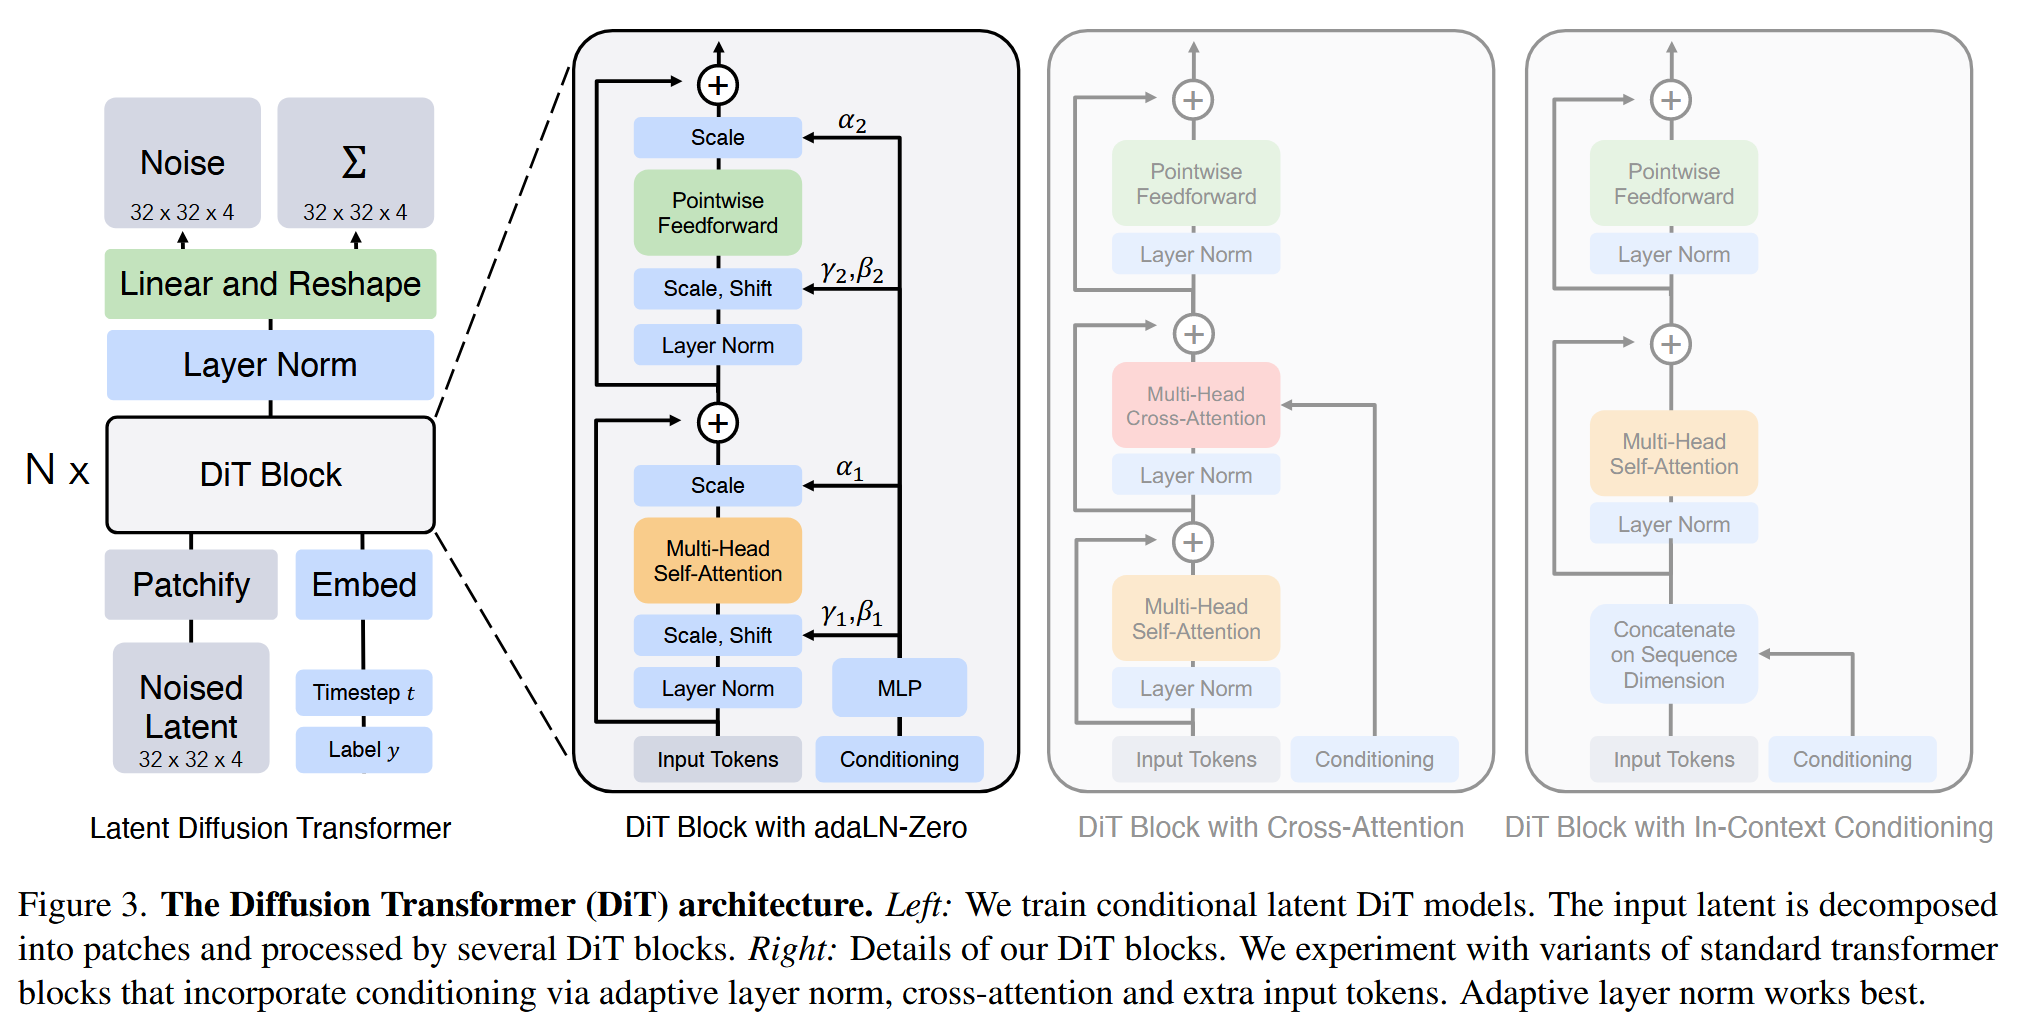 Noise
32 x 32 x 4
Σ
32 x 32 x 4
Linear and Reshape
Layer Norm
N x
DiT Block
Patchify
Embed
Noised
Latent
32 x 32 x 4
Timestep t
Label y
Latent Diffusion Transformer
+
Scale
α₂
Pointwise
Feedforward
γ₂,β₂
Scale, Shift
Layer Norm
+
Scale
α₁
Multi-Head
Self-Attention
γ₁,β₁
Scale, Shift
Layer Norm
MLP
Input Tokens
Conditioning
DiT Block with adaLN-Zero
+
Pointwise
Feedforward
Layer Norm
+
Multi-Head
Cross-Attention
Layer Norm
+
Multi-Head
Self-Attention
Layer Norm
Input Tokens
Conditioning
DiT Block with Cross-Attention
+
Pointwise
Feedforward
Layer Norm
+
Multi-Head
Self-Attention
Layer Norm
Concatenate
on Sequence
Dimension
Input Tokens
Conditioning
DiT Block with In-Context Conditioning
Figure 3. The Diffusion Transformer (DiT) architecture. Left: We train conditional latent DiT models. The input latent is decomposed
into patches and processed by several DiT blocks. Right: Details of our DiT blocks. We experiment with variants of standard transformer
blocks that incorporate conditioning via adaptive layer norm, cross-attention and extra input tokens. Adaptive layer norm works best.